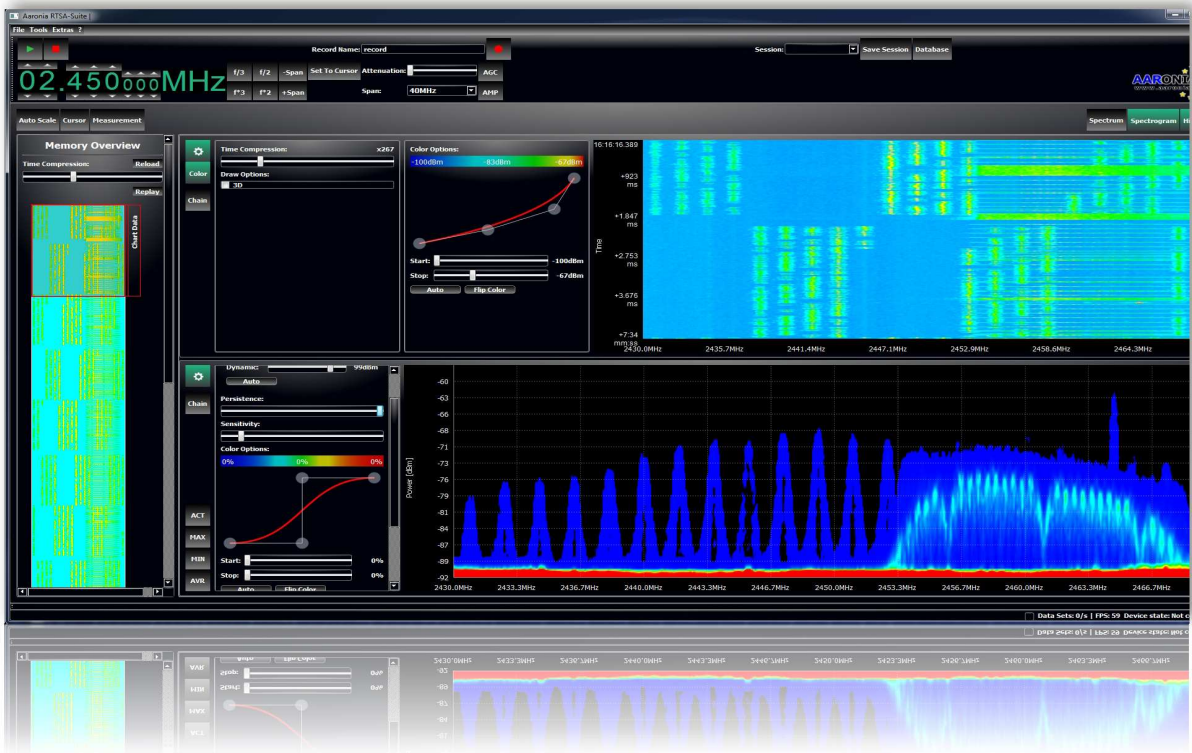 Aaronia RTSA-Suite |
File Tools Extras ?
Record Name: record
Session:
Save Session Database
02.450000MHz
f/3 f/2 -Span Set To Cursor Attenuation: AGC
f*3 f*2 +Span Span: 40MHz AMP
AARONIA
Auto Scale Cursor Measurement
Spectrum Spectrogram
Memory Overview
Time Compression: Reload
Replay
Chart Data
Color
Chain
Time Compression: x267
Draw Options:
3D
Color Options:
-100dBm -83dBm -67dBm
Start: -100dBm
Stop: -67dBm
Auto Flip Color
Time
16:16:16.389
+923
ms
+1.847
ms
+2.753
ms
+3.676
ms
+7:34
mm:ss
2430.0MHz 2435.7MHz 2441.4MHz 2447.1MHz 2452.9MHz 2458.6MHz 2464.3MHz
Chain
ACT
MAX
MIN
AVR
Dynamic: 99dBm
Auto
Persistence:
Sensitivity:
Color Options:
0% 0% 0%
Start: 0%
Stop: 0%
Auto Flip Color
Power [dBm]
-60
-63
-66
-68
-71
-73
-76
-79
-81
-84
-87
-89
-92
2430.0MHz 2433.3MHz 2436.7MHz 2440.0MHz 2443.3MHz 2446.7MHz 2450.0MHz 2453.3MHz 2456.7MHz 2460.0MHz 2463.3MHz 2466.7MHz
Data Sets: 0/s | FPS: 59 Device state: Not c